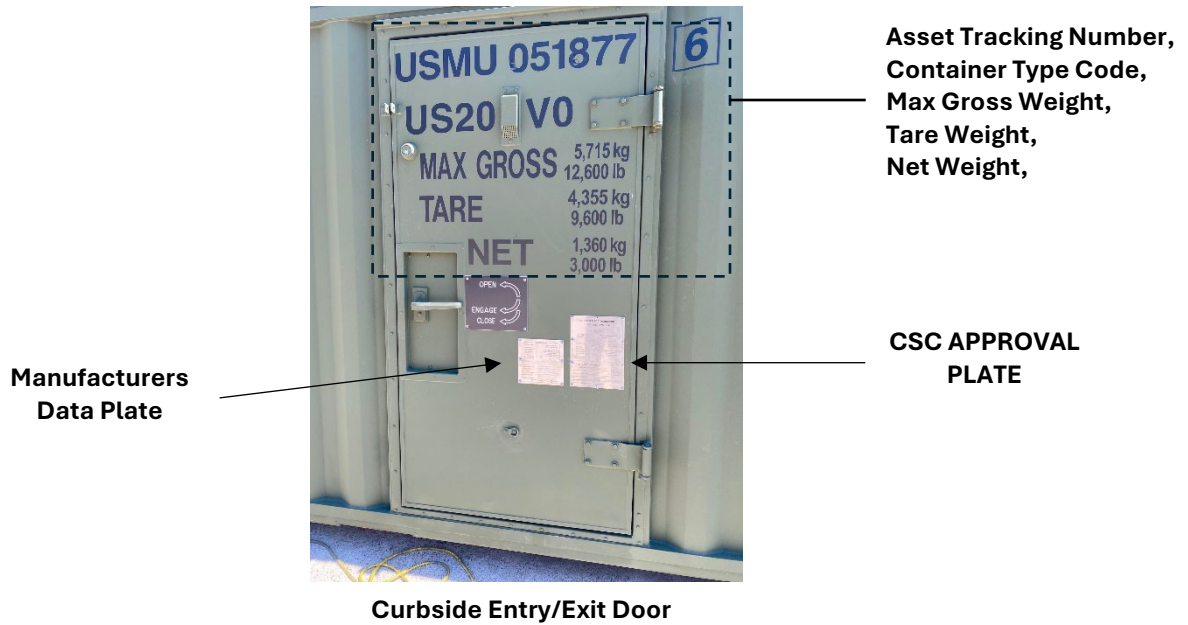 USMU 051877 6
US20 V0
MAX GROSS 5,715 kg
12,600 lb
TARE 4,355 kg
9,600 lb
NET 1,360 kg
3,000 lb
OPEN
ENGAGE
CLOSE
Asset Tracking Number,
Container Type Code,
Max Gross Weight,
Tare Weight,
Net Weight,
CSC APPROVAL
PLATE
Manufacturers
Data Plate
Curbside Entry/Exit Door